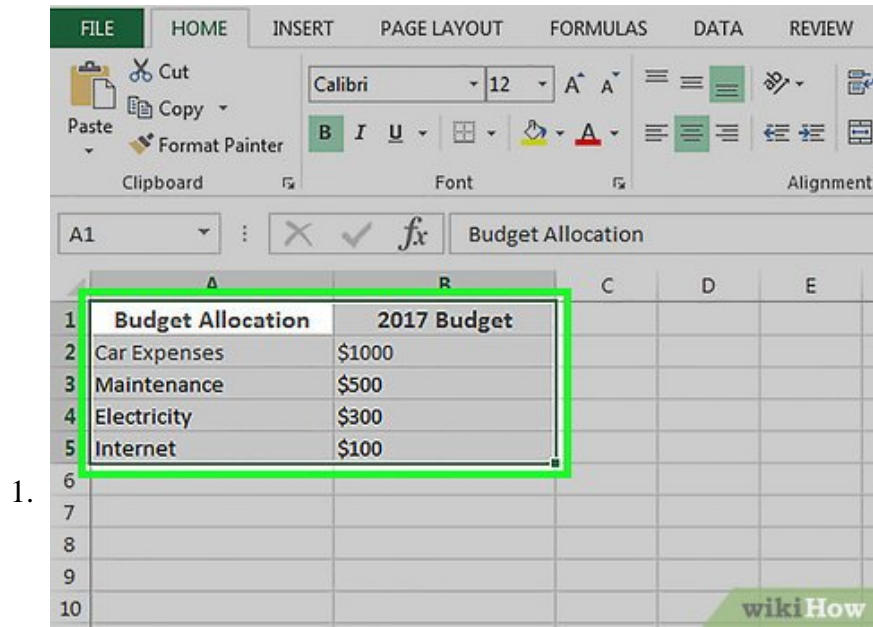 FILE HOME INSERT PAGE LAYOUT FORMULAS DATA REVIEW
Cut
Copy
Format Painter
Paste
Calibri 12 A A
B I U A
Clipboard Font Alignment
A1 fx Budget Allocation
A B C D E
1 Budget Allocation 2017 Budget
2 Car Expenses $1000
3 Maintenance $500
4 Electricity $300
5 Internet $100
6
1.
7
8
9
10
wikiHow